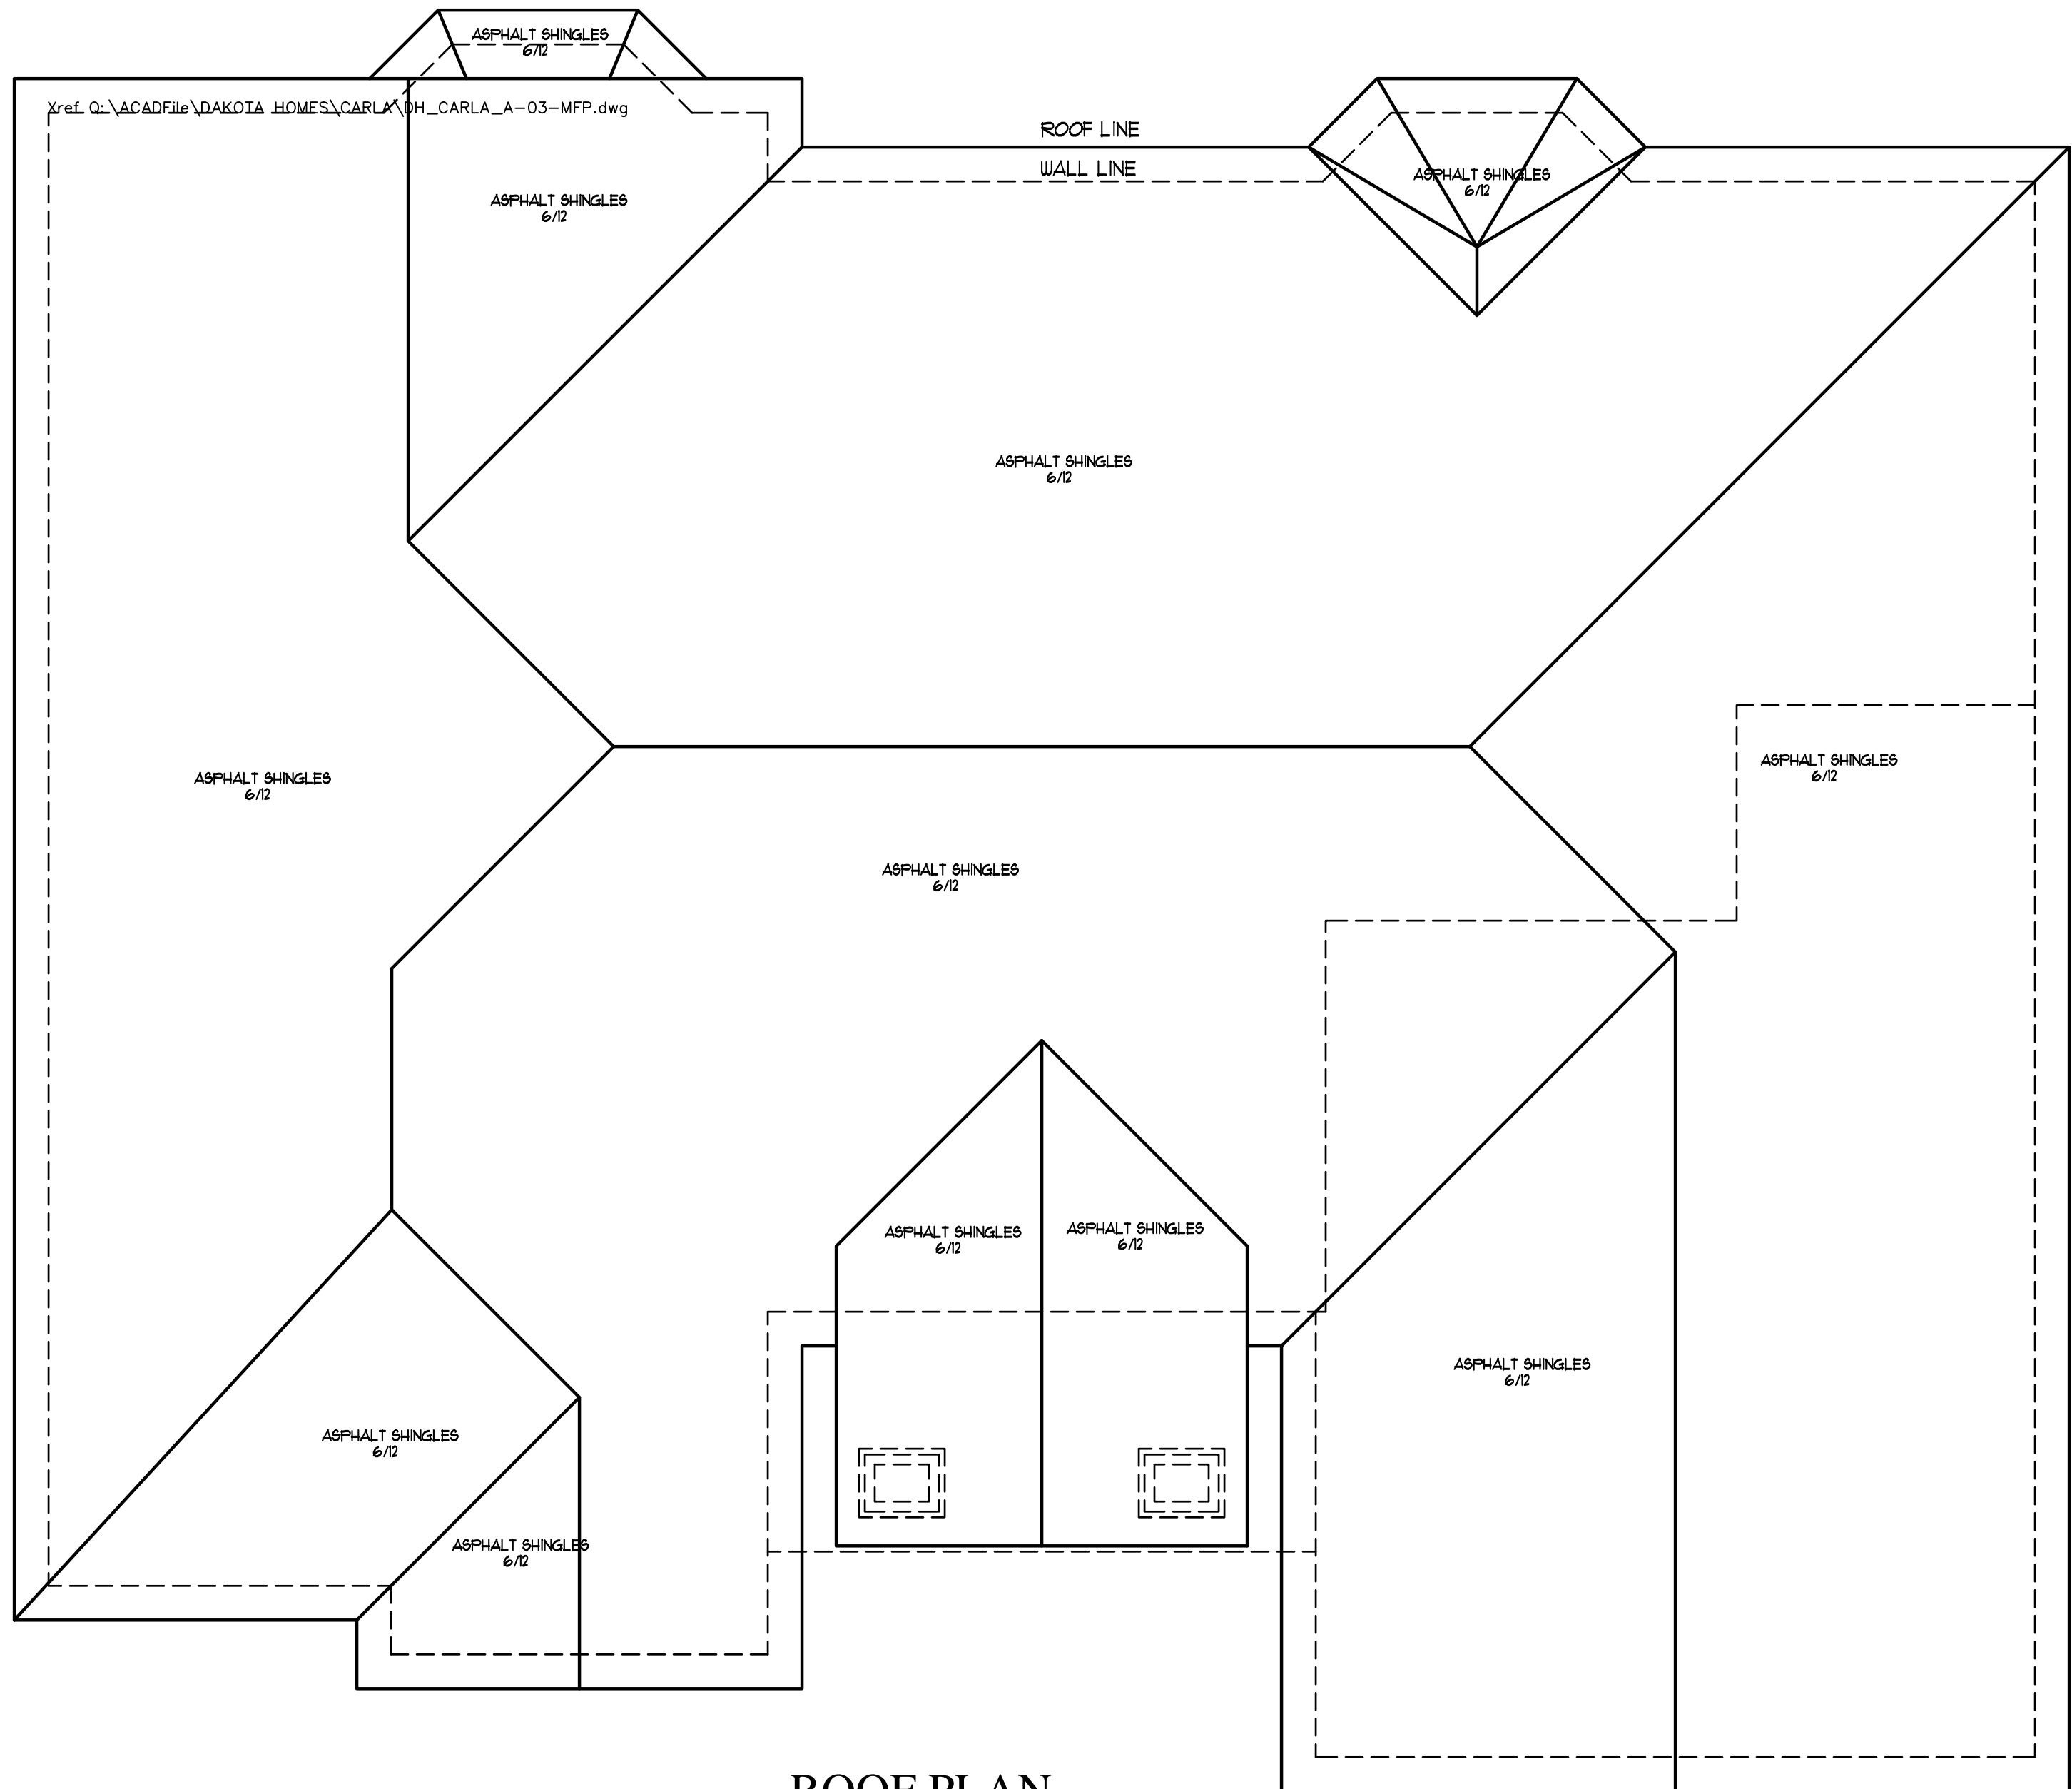 ASPHALT SHINGLES
6/12
Xref Q:\ACADFile\DAKOTA HOMES\CARLA\DH_CARLA_A-03-MFP.dwg
ROOF LINE
WALL LINE
ASPHALT SHINGLES
6/12
ASPHALT SHINGLES
6/12
ASPHALT SHINGLES
6/12
ASPHALT SHINGLES
6/12
ASPHALT SHINGLES
6/12
ASPHALT SHINGLES
6/12
ASPHALT SHINGLES
6/12
ASPHALT SHINGLES
6/12
ASPHALT SHINGLES
6/12
ASPHALT SHINGLES
6/12
ASPHALT SHINGLES
6/12
ROOF PLAN